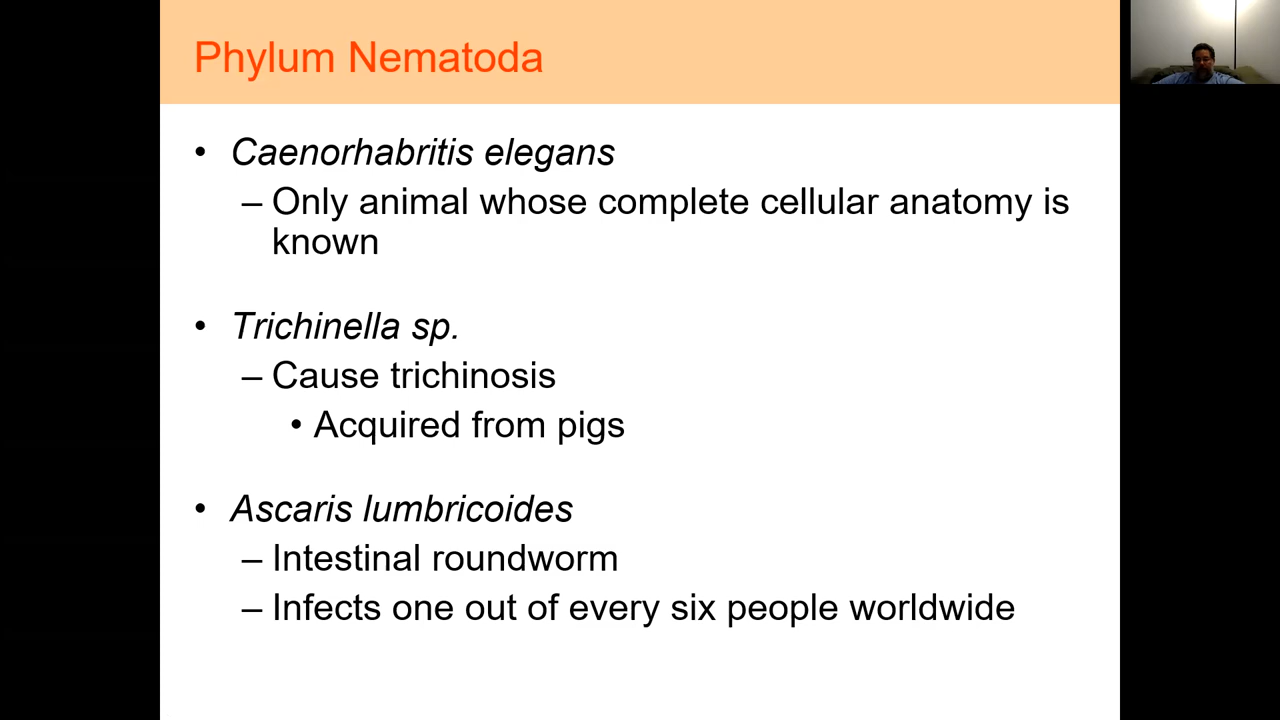 Phylum Nematoda
• Caenorhabritis elegans
– Only animal whose complete cellular anatomy is
known
• Trichinella sp.
– Cause trichinosis
• Acquired from pigs
• Ascaris lumbricoides
– Intestinal roundworm
– Infects one out of every six people worldwide